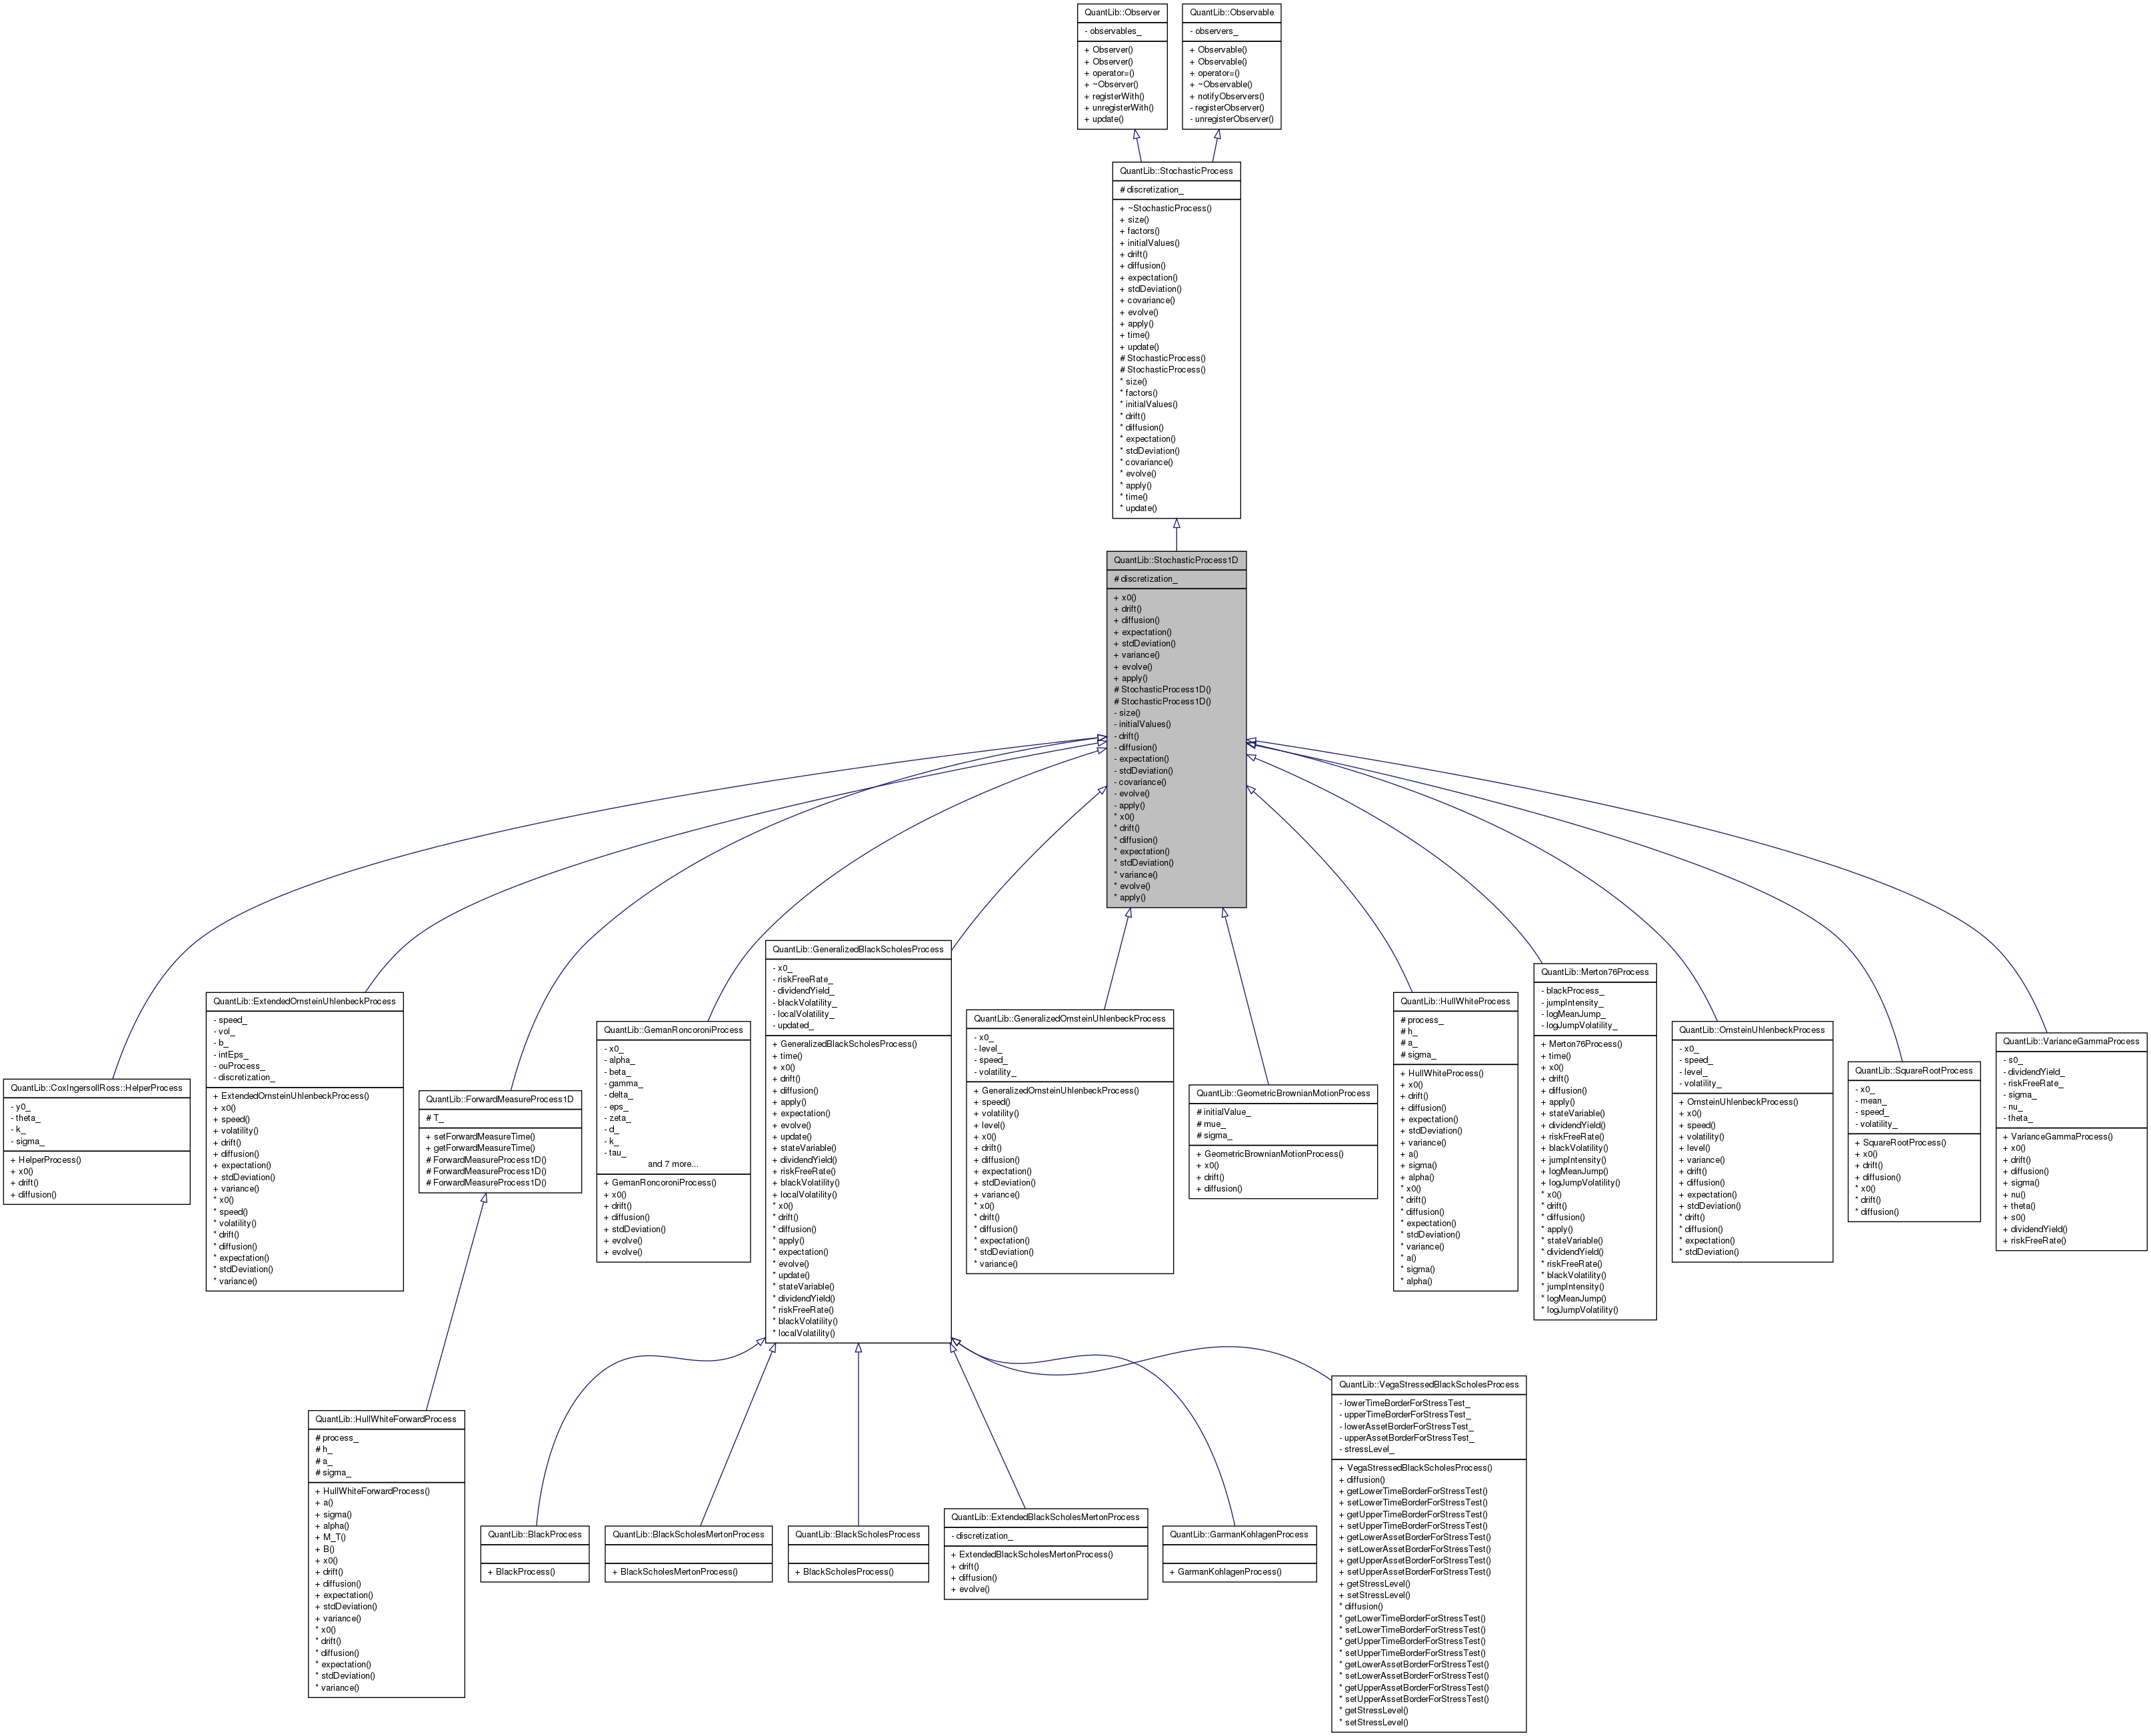 QuantLib::Observer
- observables_
+ Observer()
+ Observer()
+ operator=()
+ ~Observer()
+ registerWith()
+ unregisterWith()
+ update()
QuantLib::Observable
- observers_
+ Observable()
+ Observable()
+ operator=()
+ ~Observable()
+ notifyObservers()
- registerObserver()
- unregisterObserver()
QuantLib::StochasticProcess
# discretization_
+ ~StochasticProcess()
+ size()
+ factors()
+ initialValues()
+ drift()
+ diffusion()
+ expectation()
+ stdDeviation()
+ covariance()
+ evolve()
+ apply()
+ time()
+ update()
# StochasticProcess()
# StochasticProcess()
* size()
* factors()
* initialValues()
* drift()
* diffusion()
* expectation()
* stdDeviation()
* covariance()
* evolve()
* apply()
* time()
* update()
QuantLib::StochasticProcess1D
# discretization_
+ x0()
+ drift()
+ diffusion()
+ expectation()
+ stdDeviation()
+ variance()
+ evolve()
+ apply()
# StochasticProcess1D()
# StochasticProcess1D()
- size()
- initialValues()
- drift()
- diffusion()
- expectation()
- stdDeviation()
- covariance()
- evolve()
- apply()
* x0()
* drift()
* diffusion()
* expectation()
* stdDeviation()
* variance()
* evolve()
* apply()
QuantLib::CoxIngersollRoss::HelperProcess
- y0_
- theta_
- k_
- sigma_
+ HelperProcess()
+ x0()
+ drift()
+ diffusion()
QuantLib::ExtendedOrnsteinUhlenbeckProcess
- speed_
- vol_
- b_
- intEps_
- ouProcess_
- discretization_
+ ExtendedOrnsteinUhlenbeckProcess()
+ x0()
+ speed()
+ volatility()
+ drift()
+ diffusion()
+ expectation()
+ stdDeviation()
+ variance()
* x0()
* speed()
* volatility()
* drift()
* diffusion()
* expectation()
* stdDeviation()
* variance()
QuantLib::ForwardMeasureProcess1D
# T_
+ setForwardMeasureTime()
+ getForwardMeasureTime()
# ForwardMeasureProcess1D()
# ForwardMeasureProcess1D()
# ForwardMeasureProcess1D()
QuantLib::GemanRoncoroniProcess
- x0_
- alpha_
- beta_
- gamma_
- delta_
- eps_
- zeta_
- d_
- k_
- tau_
and 7 more...
+ GemanRoncoroniProcess()
+ x0()
+ drift()
+ diffusion()
+ stdDeviation()
+ evolve()
+ evolve()
QuantLib::GeneralizedBlackScholesProcess
- x0_
- riskFreeRate_
- dividendYield_
- blackVolatility_
- localVolatility_
- updated_
+ GeneralizedBlackScholesProcess()
+ time()
+ x0()
+ drift()
+ diffusion()
+ apply()
+ expectation()
+ evolve()
+ update()
+ stateVariable()
+ dividendYield()
+ riskFreeRate()
+ blackVolatility()
+ localVolatility()
* x0()
* drift()
* diffusion()
* apply()
* expectation()
* evolve()
* update()
* stateVariable()
* dividendYield()
* riskFreeRate()
* blackVolatility()
* localVolatility()
QuantLib::GeneralizedOrnsteinUhlenbeckProcess
- x0_
- level_
- speed_
- volatility_
+ GeneralizedOrnsteinUhlenbeckProcess()
+ speed()
+ volatility()
+ level()
+ x0()
+ drift()
+ diffusion()
+ expectation()
+ stdDeviation()
+ variance()
* x0()
* drift()
* diffusion()
* expectation()
* stdDeviation()
* variance()
QuantLib::GeometricBrownianMotionProcess
# initialValue_
# mue_
# sigma_
+ GeometricBrownianMotionProcess()
+ x0()
+ drift()
+ diffusion()
QuantLib::HullWhiteProcess
# process_
# h_
# a_
# sigma_
+ HullWhiteProcess()
+ x0()
+ drift()
+ diffusion()
+ expectation()
+ stdDeviation()
+ variance()
+ a()
+ sigma()
+ alpha()
* x0()
* drift()
* diffusion()
* expectation()
* stdDeviation()
* variance()
* a()
* sigma()
* alpha()
QuantLib::Merton76Process
- blackProcess_
- jumpIntensity_
- logMeanJump_
- logJumpVolatility_
+ Merton76Process()
+ time()
+ x0()
+ drift()
+ diffusion()
+ apply()
+ stateVariable()
+ dividendYield()
+ riskFreeRate()
+ blackVolatility()
+ jumpIntensity()
+ logMeanJump()
+ logJumpVolatility()
* x0()
* drift()
* diffusion()
* apply()
* stateVariable()
* dividendYield()
* riskFreeRate()
* blackVolatility()
* jumpIntensity()
* logMeanJump()
* logJumpVolatility()
QuantLib::OrnsteinUhlenbeckProcess
- x0_
- speed_
- level_
- volatility_
+ OrnsteinUhlenbeckProcess()
+ x0()
+ speed()
+ volatility()
+ level()
+ variance()
+ drift()
+ diffusion()
+ expectation()
+ stdDeviation()
* drift()
* diffusion()
* expectation()
* stdDeviation()
QuantLib::SquareRootProcess
- x0_
- mean_
- speed_
- volatility_
+ SquareRootProcess()
+ x0()
+ drift()
+ diffusion()
* x0()
* drift()
* diffusion()
QuantLib::VarianceGammaProcess
- s0_
- dividendYield_
- riskFreeRate_
- sigma_
- nu_
- theta_
+ VarianceGammaProcess()
+ x0()
+ drift()
+ diffusion()
+ sigma()
+ nu()
+ theta()
+ s0()
+ dividendYield()
+ riskFreeRate()
QuantLib::HullWhiteForwardProcess
# process_
# h_
# a_
# sigma_
+ HullWhiteForwardProcess()
+ a()
+ sigma()
+ alpha()
+ M_T()
+ B()
+ x0()
+ drift()
+ diffusion()
+ expectation()
+ stdDeviation()
+ variance()
* x0()
* drift()
* diffusion()
* expectation()
* stdDeviation()
* variance()
QuantLib::BlackProcess
+ BlackProcess()
QuantLib::BlackScholesMertonProcess
+ BlackScholesMertonProcess()
QuantLib::BlackScholesProcess
+ BlackScholesProcess()
QuantLib::ExtendedBlackScholesMertonProcess
- discretization_
+ ExtendedBlackScholesMertonProcess()
+ drift()
+ diffusion()
+ evolve()
QuantLib::GarmanKohlagenProcess
+ GarmanKohlagenProcess()
QuantLib::VegaStressedBlackScholesProcess
- lowerTimeBorderForStressTest_
- upperTimeBorderForStressTest_
- lowerAssetBorderForStressTest_
- upperAssetBorderForStressTest_
- stressLevel_
+ VegaStressedBlackScholesProcess()
+ diffusion()
+ getLowerTimeBorderForStressTest()
+ setLowerTimeBorderForStressTest()
+ getUpperTimeBorderForStressTest()
+ setUpperTimeBorderForStressTest()
+ getLowerAssetBorderForStressTest()
+ setLowerAssetBorderForStressTest()
+ getUpperAssetBorderForStressTest()
+ setUpperAssetBorderForStressTest()
+ getStressLevel()
+ setStressLevel()
* diffusion()
* getLowerTimeBorderForStressTest()
* setLowerTimeBorderForStressTest()
* getUpperTimeBorderForStressTest()
* setUpperTimeBorderForStressTest()
* getLowerAssetBorderForStressTest()
* setLowerAssetBorderForStressTest()
* getUpperAssetBorderForStressTest()
* setUpperAssetBorderForStressTest()
* getStressLevel()
* setStressLevel()